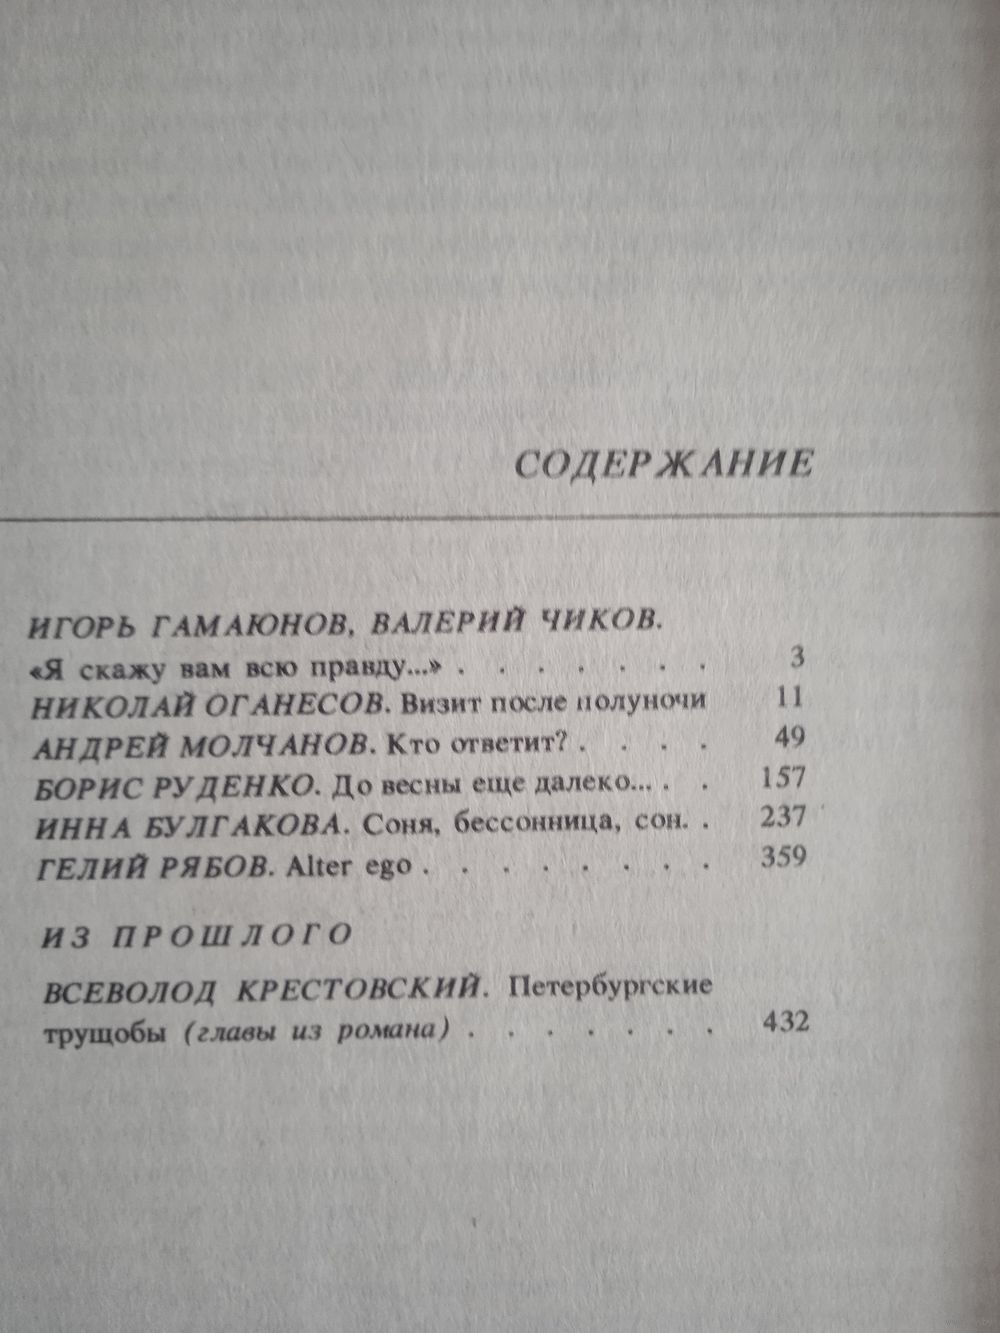 СОДЕРЖАНИЕ
ИГОРЬ ГАМАЮНОВ, ВАЛЕРИЙ ЧИКОВ.
«Я скажу вам всю правду...» . . . . . . . 3
НИКОЛАЙ ОГАНЕСОВ. Визит после полуночи 11
АНДРЕЙ МОЛЧАНОВ. Кто ответит? . . . . 49
БОРИС РУДЕНКО. До весны еще далеко... . . 157
ИННА БУЛГАКОВА. Соня, бессонница, сон. . 237
ГЕЛИЙ РЯБОВ. Alter ego . . . . . . . . 359
ИЗ ПРОШЛОГО
ВСЕВОЛОД КРЕСТОВСКИЙ. Петербургские
трущобы (главы из романа) . . . . . . . 432